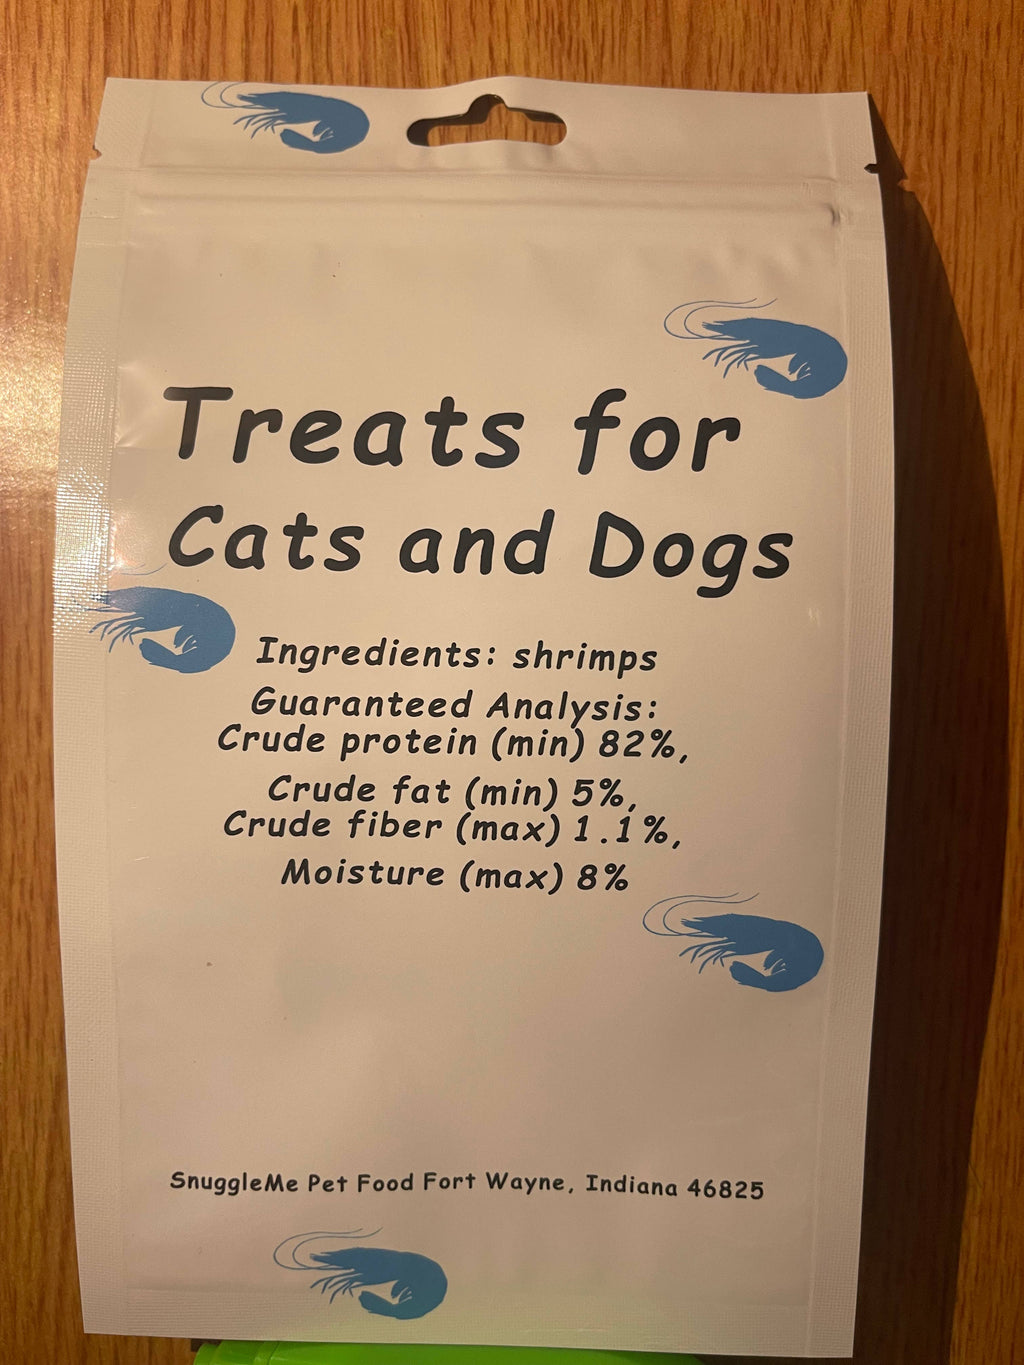 Treats for
Cats and Dogs
Ingredients: shrimps
Guaranteed Analysis:
Crude protein (min) 82%,
Crude fat (min) 5%,
Crude fiber (max) 1.1%,
Moisture (max) 8%
SnuggleMe Pet Food Fort Wayne, Indiana 46825